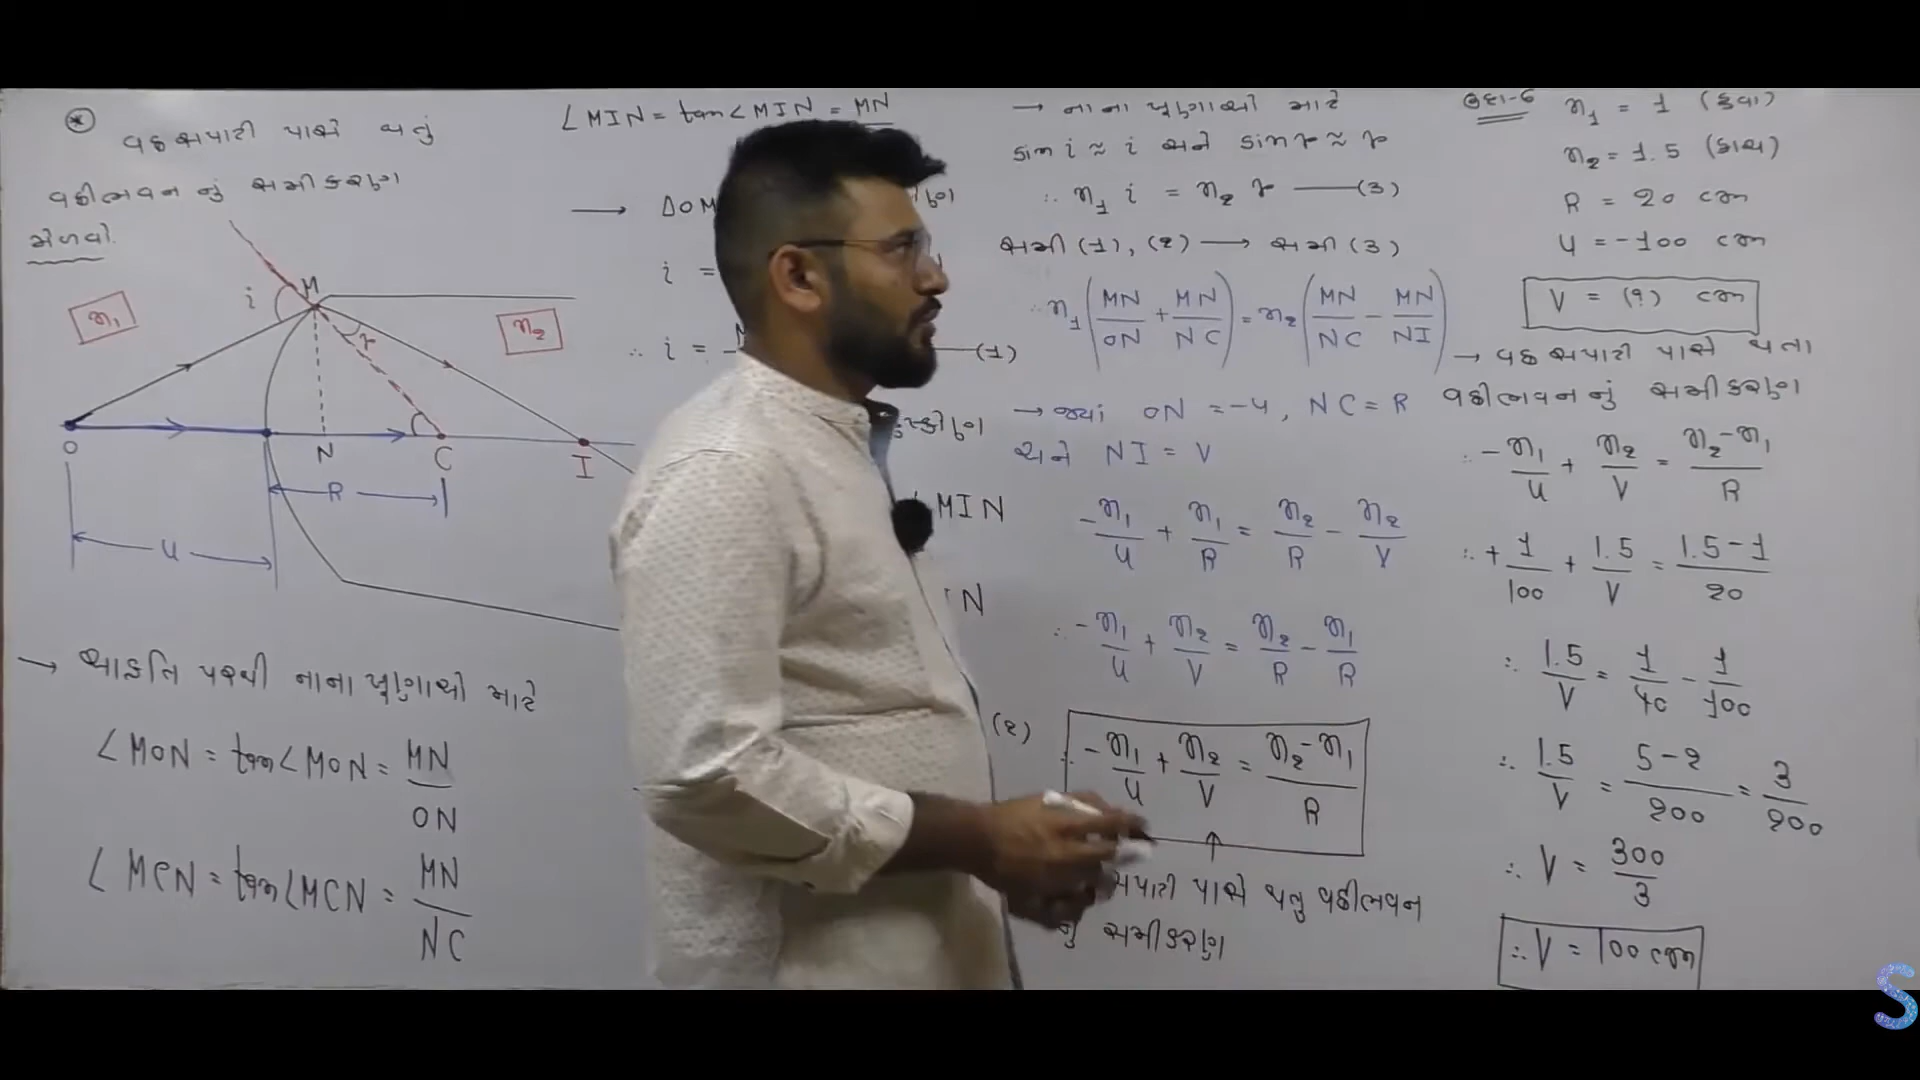 * વક્રસપાટી પાસે થતું
વક્રીભવન નું સમીકરણ
મેળવો.
n₁
i
M
r
n₂
O
N
C
I
R
u
→ આકૃતિ પરથી નાના ખૂણાઓ માટે
∠MON = tan∠MON = MN/ON
∠MCN = tan∠MCN = MN/NC
∠MIN = tan∠MIN = MN
→ ΔOM
i =
∴ i = (1)
MIN
N
(2)
→ નાના ખૂણાઓ માટે
sin i ≈ i અને sin r ≈ r
∴ n₁ i = n₂ r —(3)
સમી (1), (2) → સમી (3)
∴ n₁(MN/ON + MN/NC) = n₂(MN/NC - MN/NI)
→ જ્યાં ON = -u, NC = R
અને NI = V
-n₁/u + n₁/R = n₂/R - n₂/V
∴ -n₁/u + n₂/V = n₂/R - n₁/R
∴ -n₁/u + n₂/V = n₂-n₁/R
↑
સપાટી પાસે થતુ વક્રીભવન
નું સમીકરણ
ઉદા-6 n₁ = 1 (હવા)
n₂ = 1.5 (કાચ)
R = 20 cm
u = -100 cm
V = (?) cm
→ વક્રસપાટી પાસે થતા
વક્રીભવનનું સમીકરણ
∴ -n₁/u + n₂/V = n₂-n₁/R
∴ +1/100 + 1.5/V = 1.5-1/20
∴ 1.5/V = 1/40 - 1/100
∴ 1.5/V = 5-2/200 = 3/200
∴ V = 300/3
∴ V = 100 cm
S